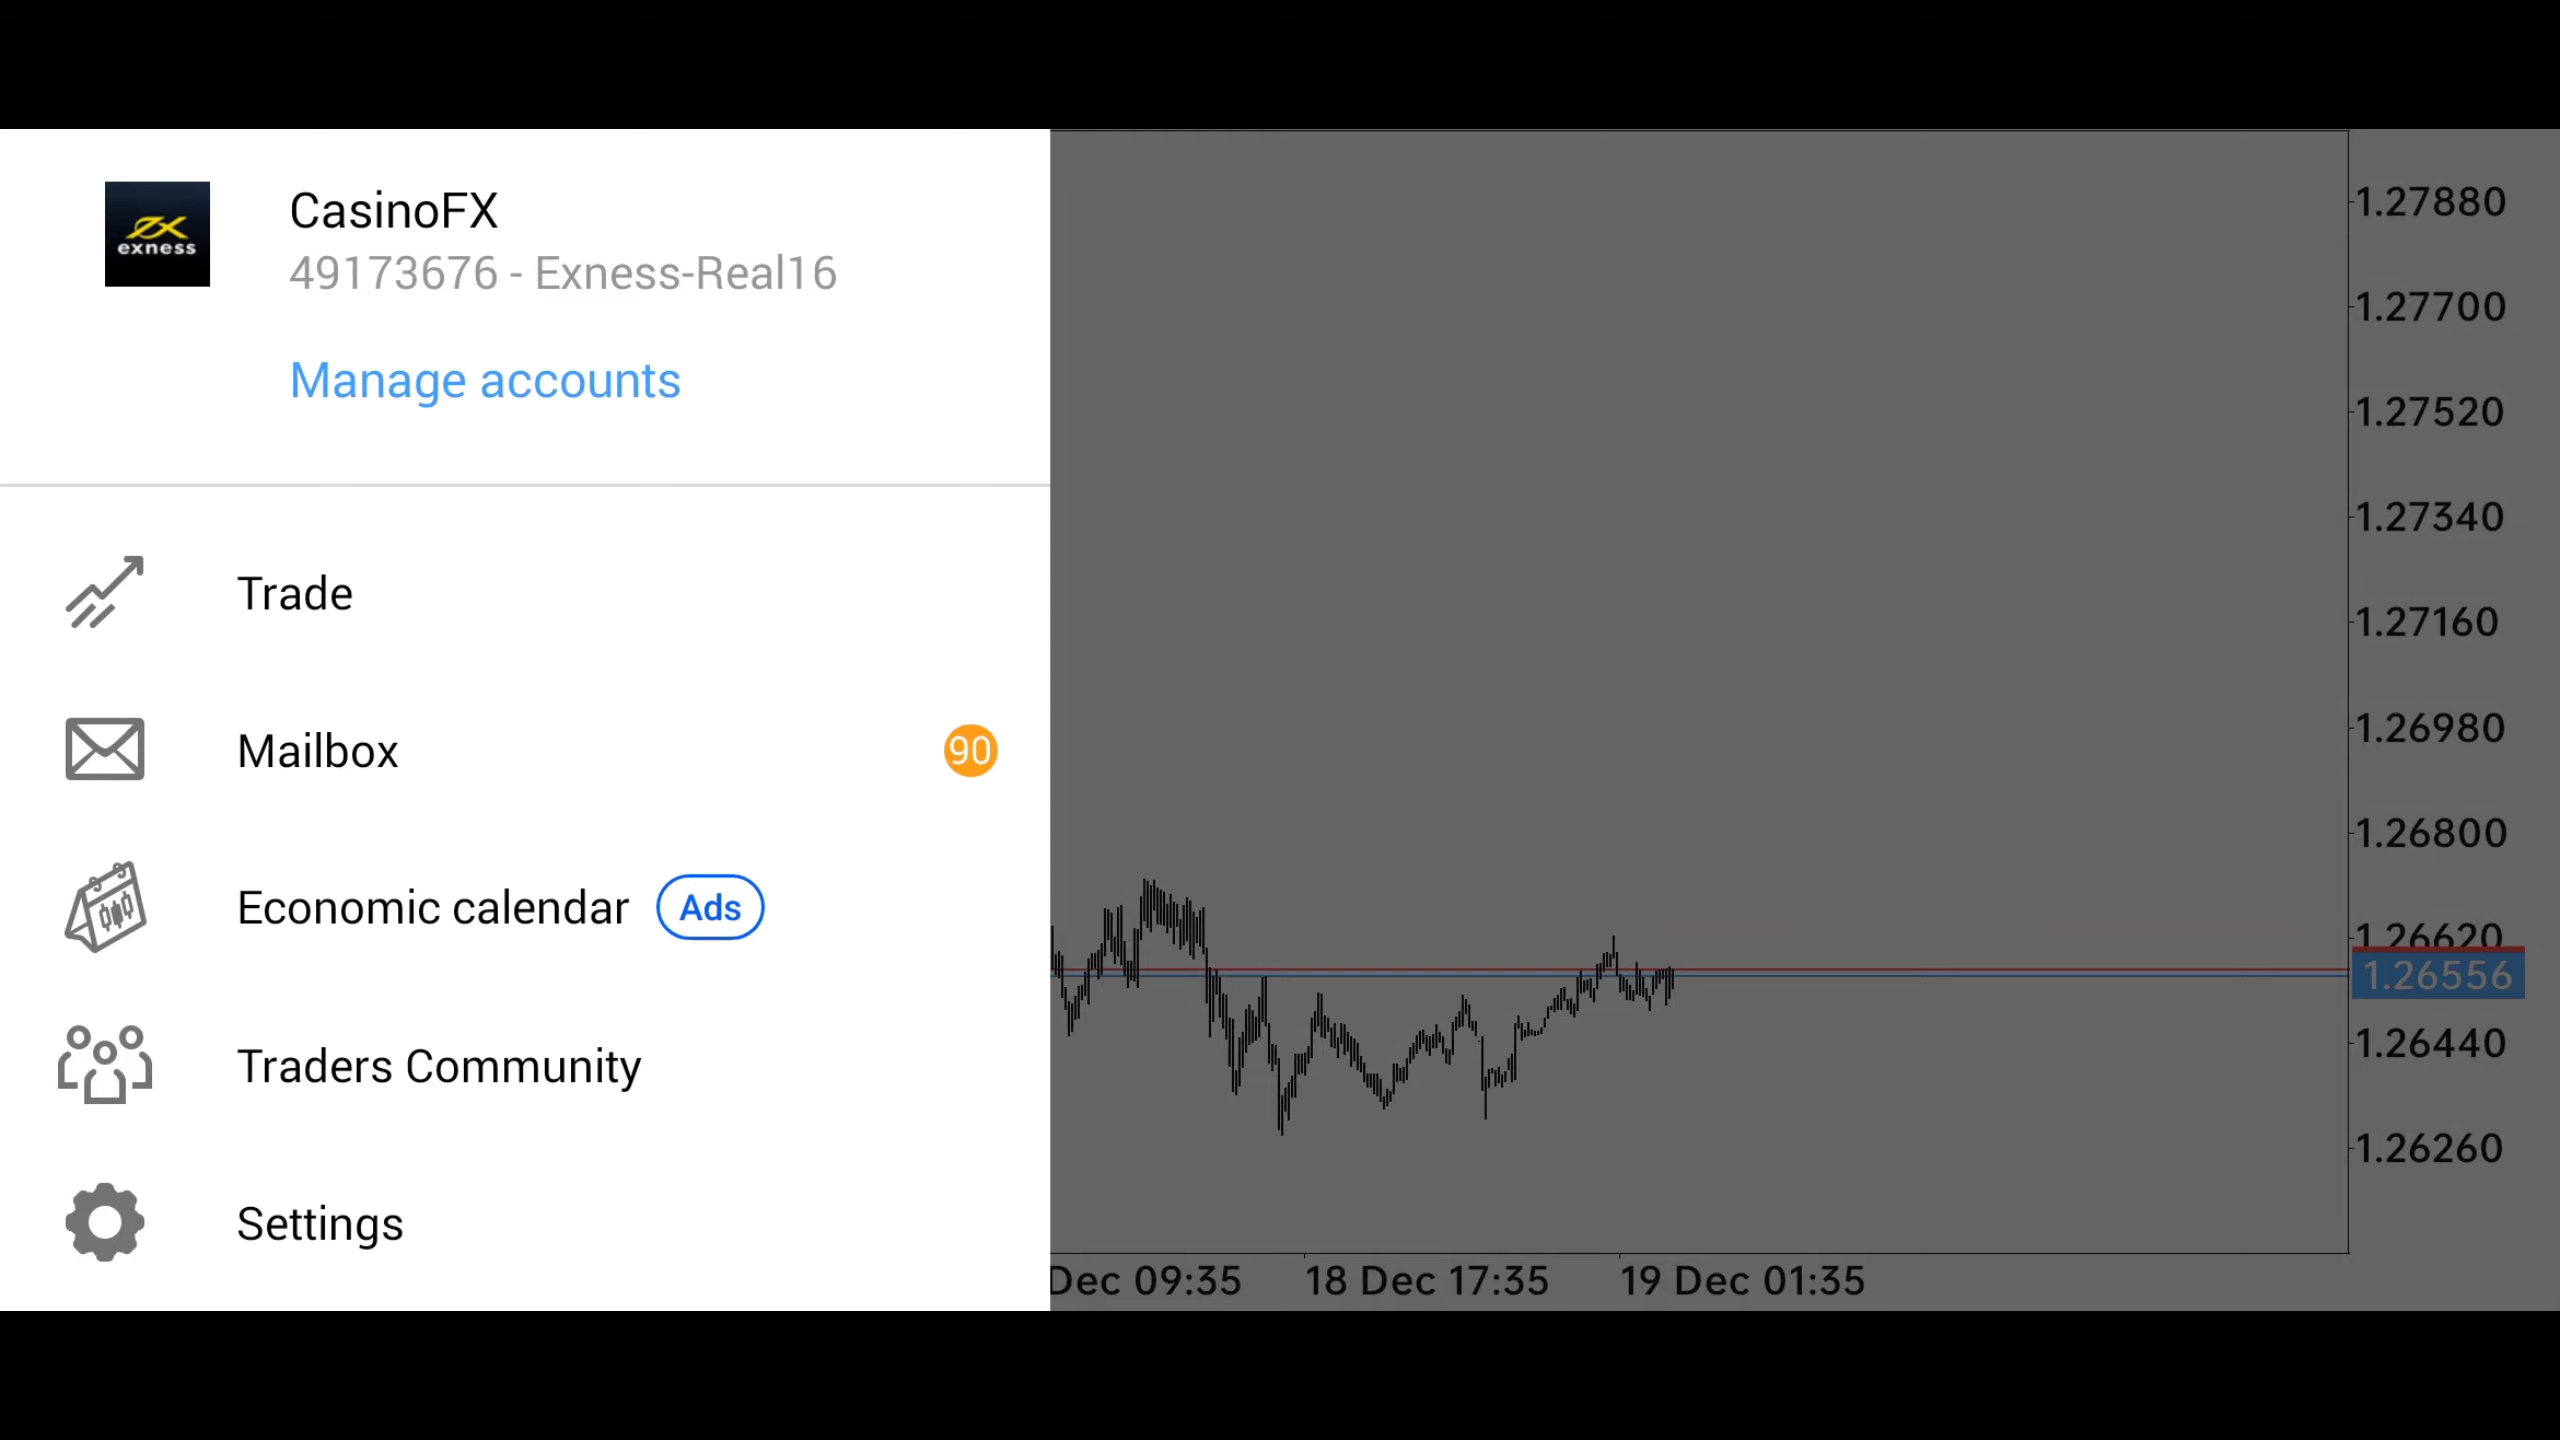 exness
CasinoFX
49173676 - Exness-Real16
Manage accounts
Trade
Mailbox
90
Economic calendar
Ads
Traders Community
Settings
1.27880
1.27700
1.27520
1.27340
1.27160
1.26980
1.26800
1.26620
1.26556
1.26440
1.26260
Dec 09:35
18 Dec 17:35
19 Dec 01:35